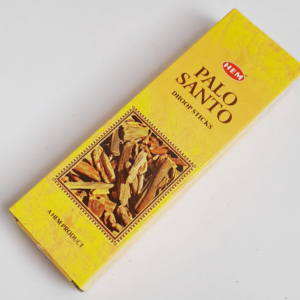 HEM
PALO
SANTO
DHOOP STICKS
A HEM PRODUCT